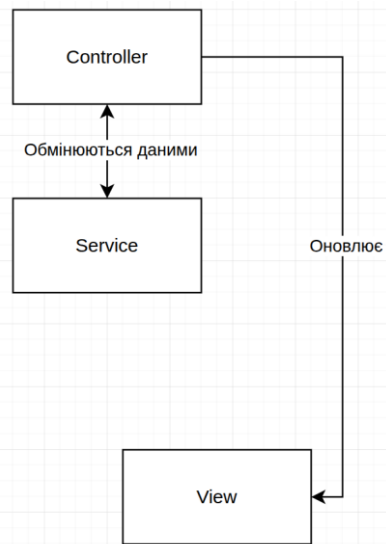 Controller
Обмінюються даними
Service
Оновлює
View